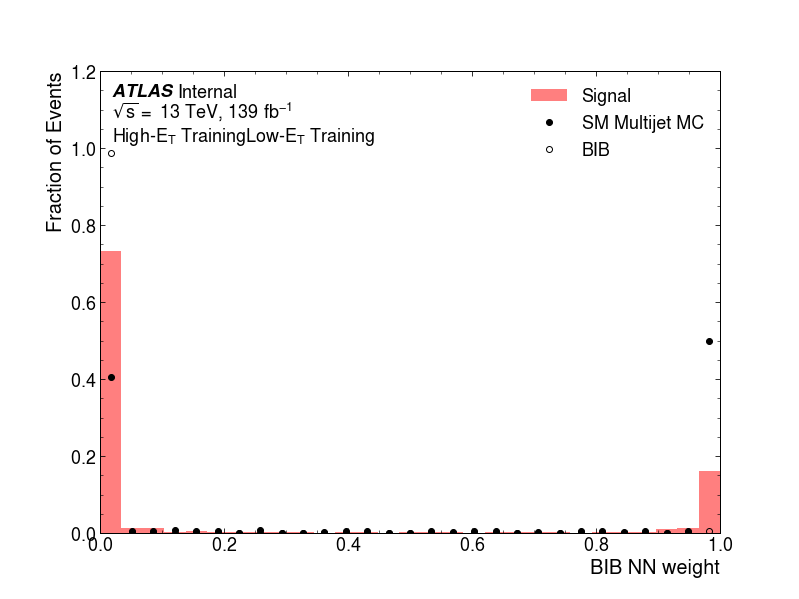 1.2
1.0
0.8
0.6
0.4
0.2
0.0
Fraction of Events
ATLAS Internal
√s = 13 TeV, 139 fb⁻¹
High-E_T TrainingLow-E_T Training
Signal
SM Multijet MC
BIB
0.0 0.2 0.4 0.6 0.8 1.0
BIB NN weight